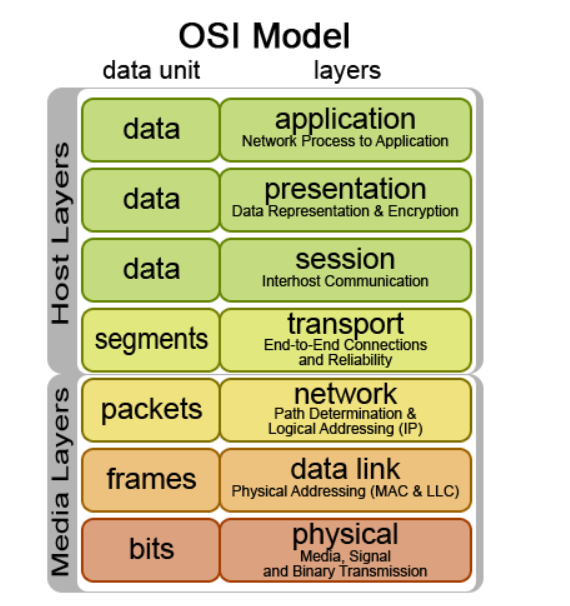 OSI Model
data unit layers
Host Layers
data
application
Network Process to Application
data
presentation
Data Representation & Encryption
data
session
Interhost Communication
segments
transport
End-to-End Connections
and Reliability
Media Layers
packets
network
Path Determination &
Logical Addressing (IP)
frames
data link
Physical Addressing (MAC & LLC)
bits
physical
Media, Signal
and Binary Transmission